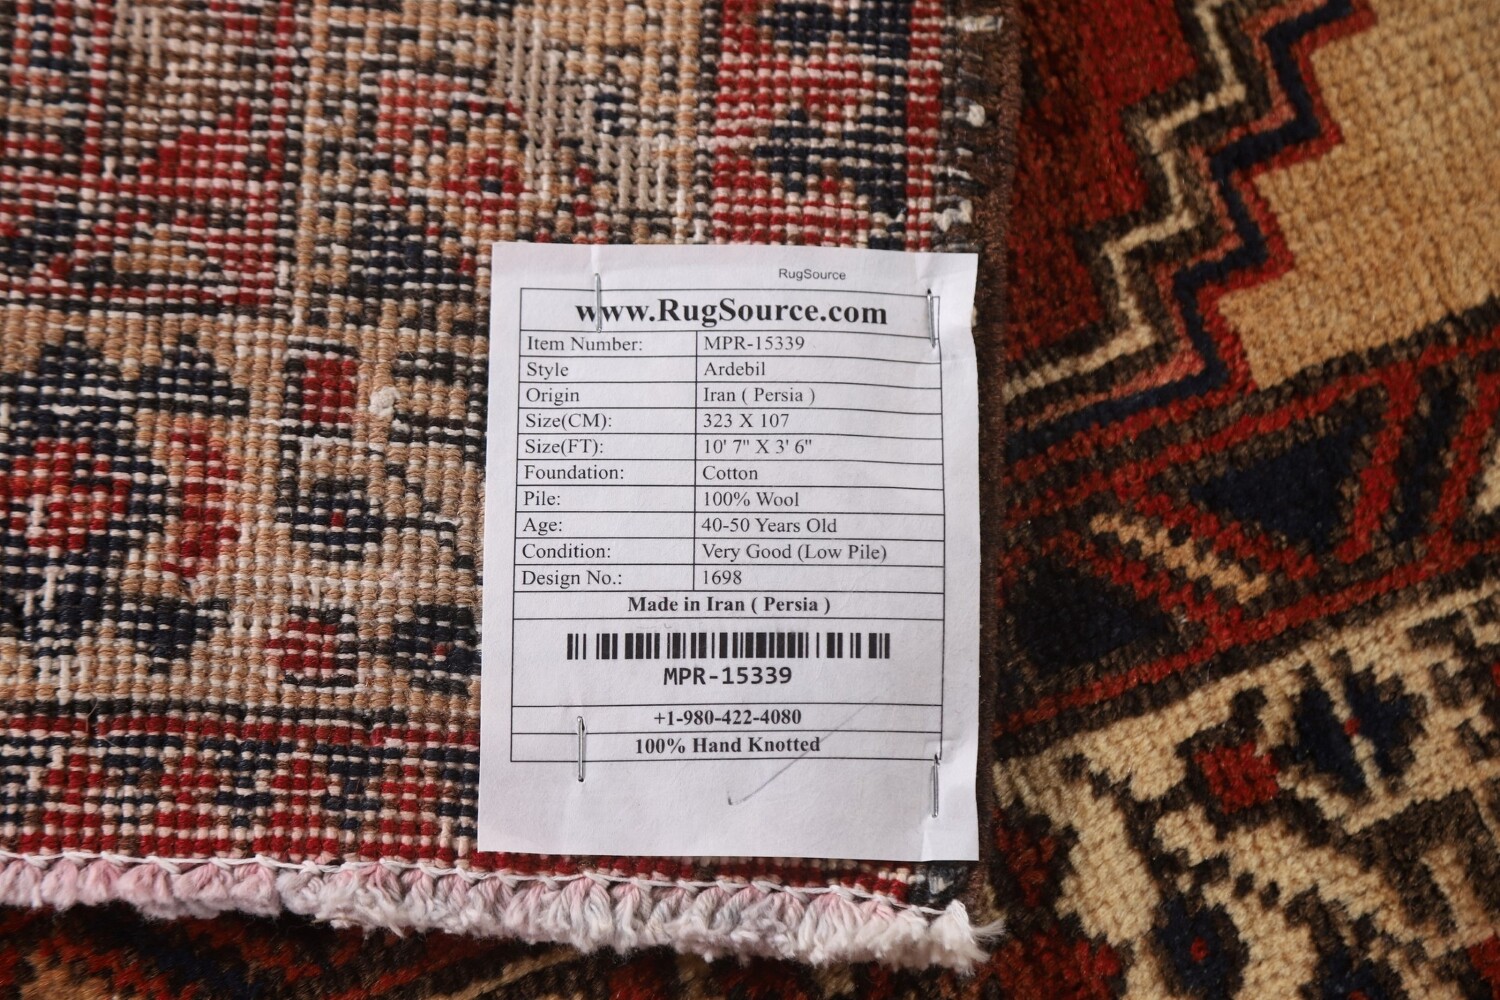 RugSource
www.RugSource.com
Item Number: MPR-15339
Style Ardebil
Origin Iran ( Persia )
Size(CM): 323 X 107
Size(FT): 10' 7" X 3' 6"
Foundation: Cotton
Pile: 100% Wool
Age: 40-50 Years Old
Condition: Very Good (Low Pile)
Design No.: 1698
Made in Iran ( Persia )
MPR-15339
+1-980-422-4080
100% Hand Knotted